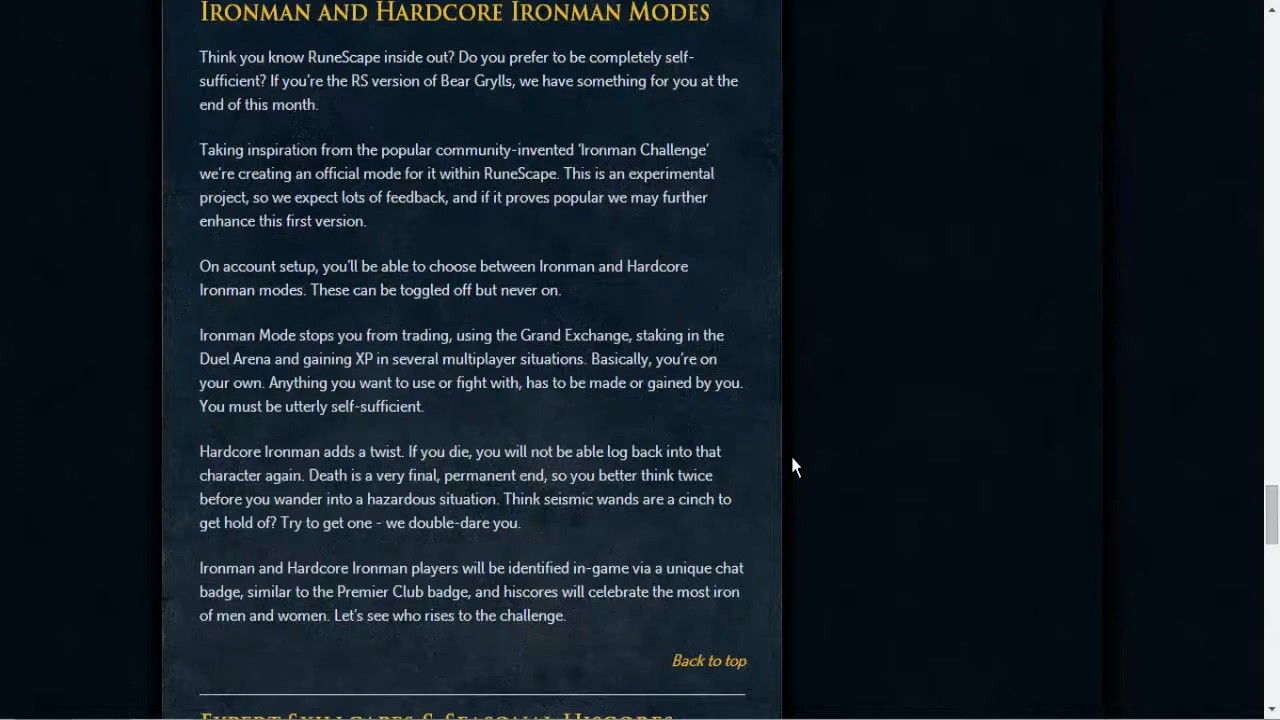 Ironman and Hardcore Ironman Modes
Think you know RuneScape inside out? Do you prefer to be completely self-
sufficient? If you're the RS version of Bear Grylls, we have something for you at the
end of this month.
Taking inspiration from the popular community-invented 'Ironman Challenge'
we're creating an official mode for it within RuneScape. This is an experimental
project, so we expect lots of feedback, and if it proves popular we may further
enhance this first version.
On account setup, you'll be able to choose between Ironman and Hardcore
Ironman modes. These can be toggled off but never on.
Ironman Mode stops you from trading, using the Grand Exchange, staking in the
Duel Arena and gaining XP in several multiplayer situations. Basically, you're on
your own. Anything you want to use or fight with, has to be made or gained by you.
You must be utterly self-sufficient.
Hardcore Ironman adds a twist. If you die, you will not be able log back into that
character again. Death is a very final, permanent end, so you better think twice
before you wander into a hazardous situation. Think seismic wands are a cinch to
get hold of? Try to get one - we double-dare you.
Ironman and Hardcore Ironman players will be identified in-game via a unique chat
badge, similar to the Premier Club badge, and hiscores will celebrate the most iron
of men and women. Let's see who rises to the challenge.
Back to top
Expert Skillcapes & Seasonal Hiscores